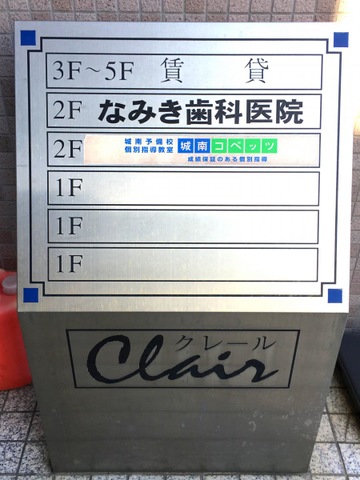 3F～5F 賃 貸
2F なみき歯科医院
2F 城南予備校 個別指導教室 城南コベッツ
成績保証のある個別指導
1F
1F
1F
クレール
Clair